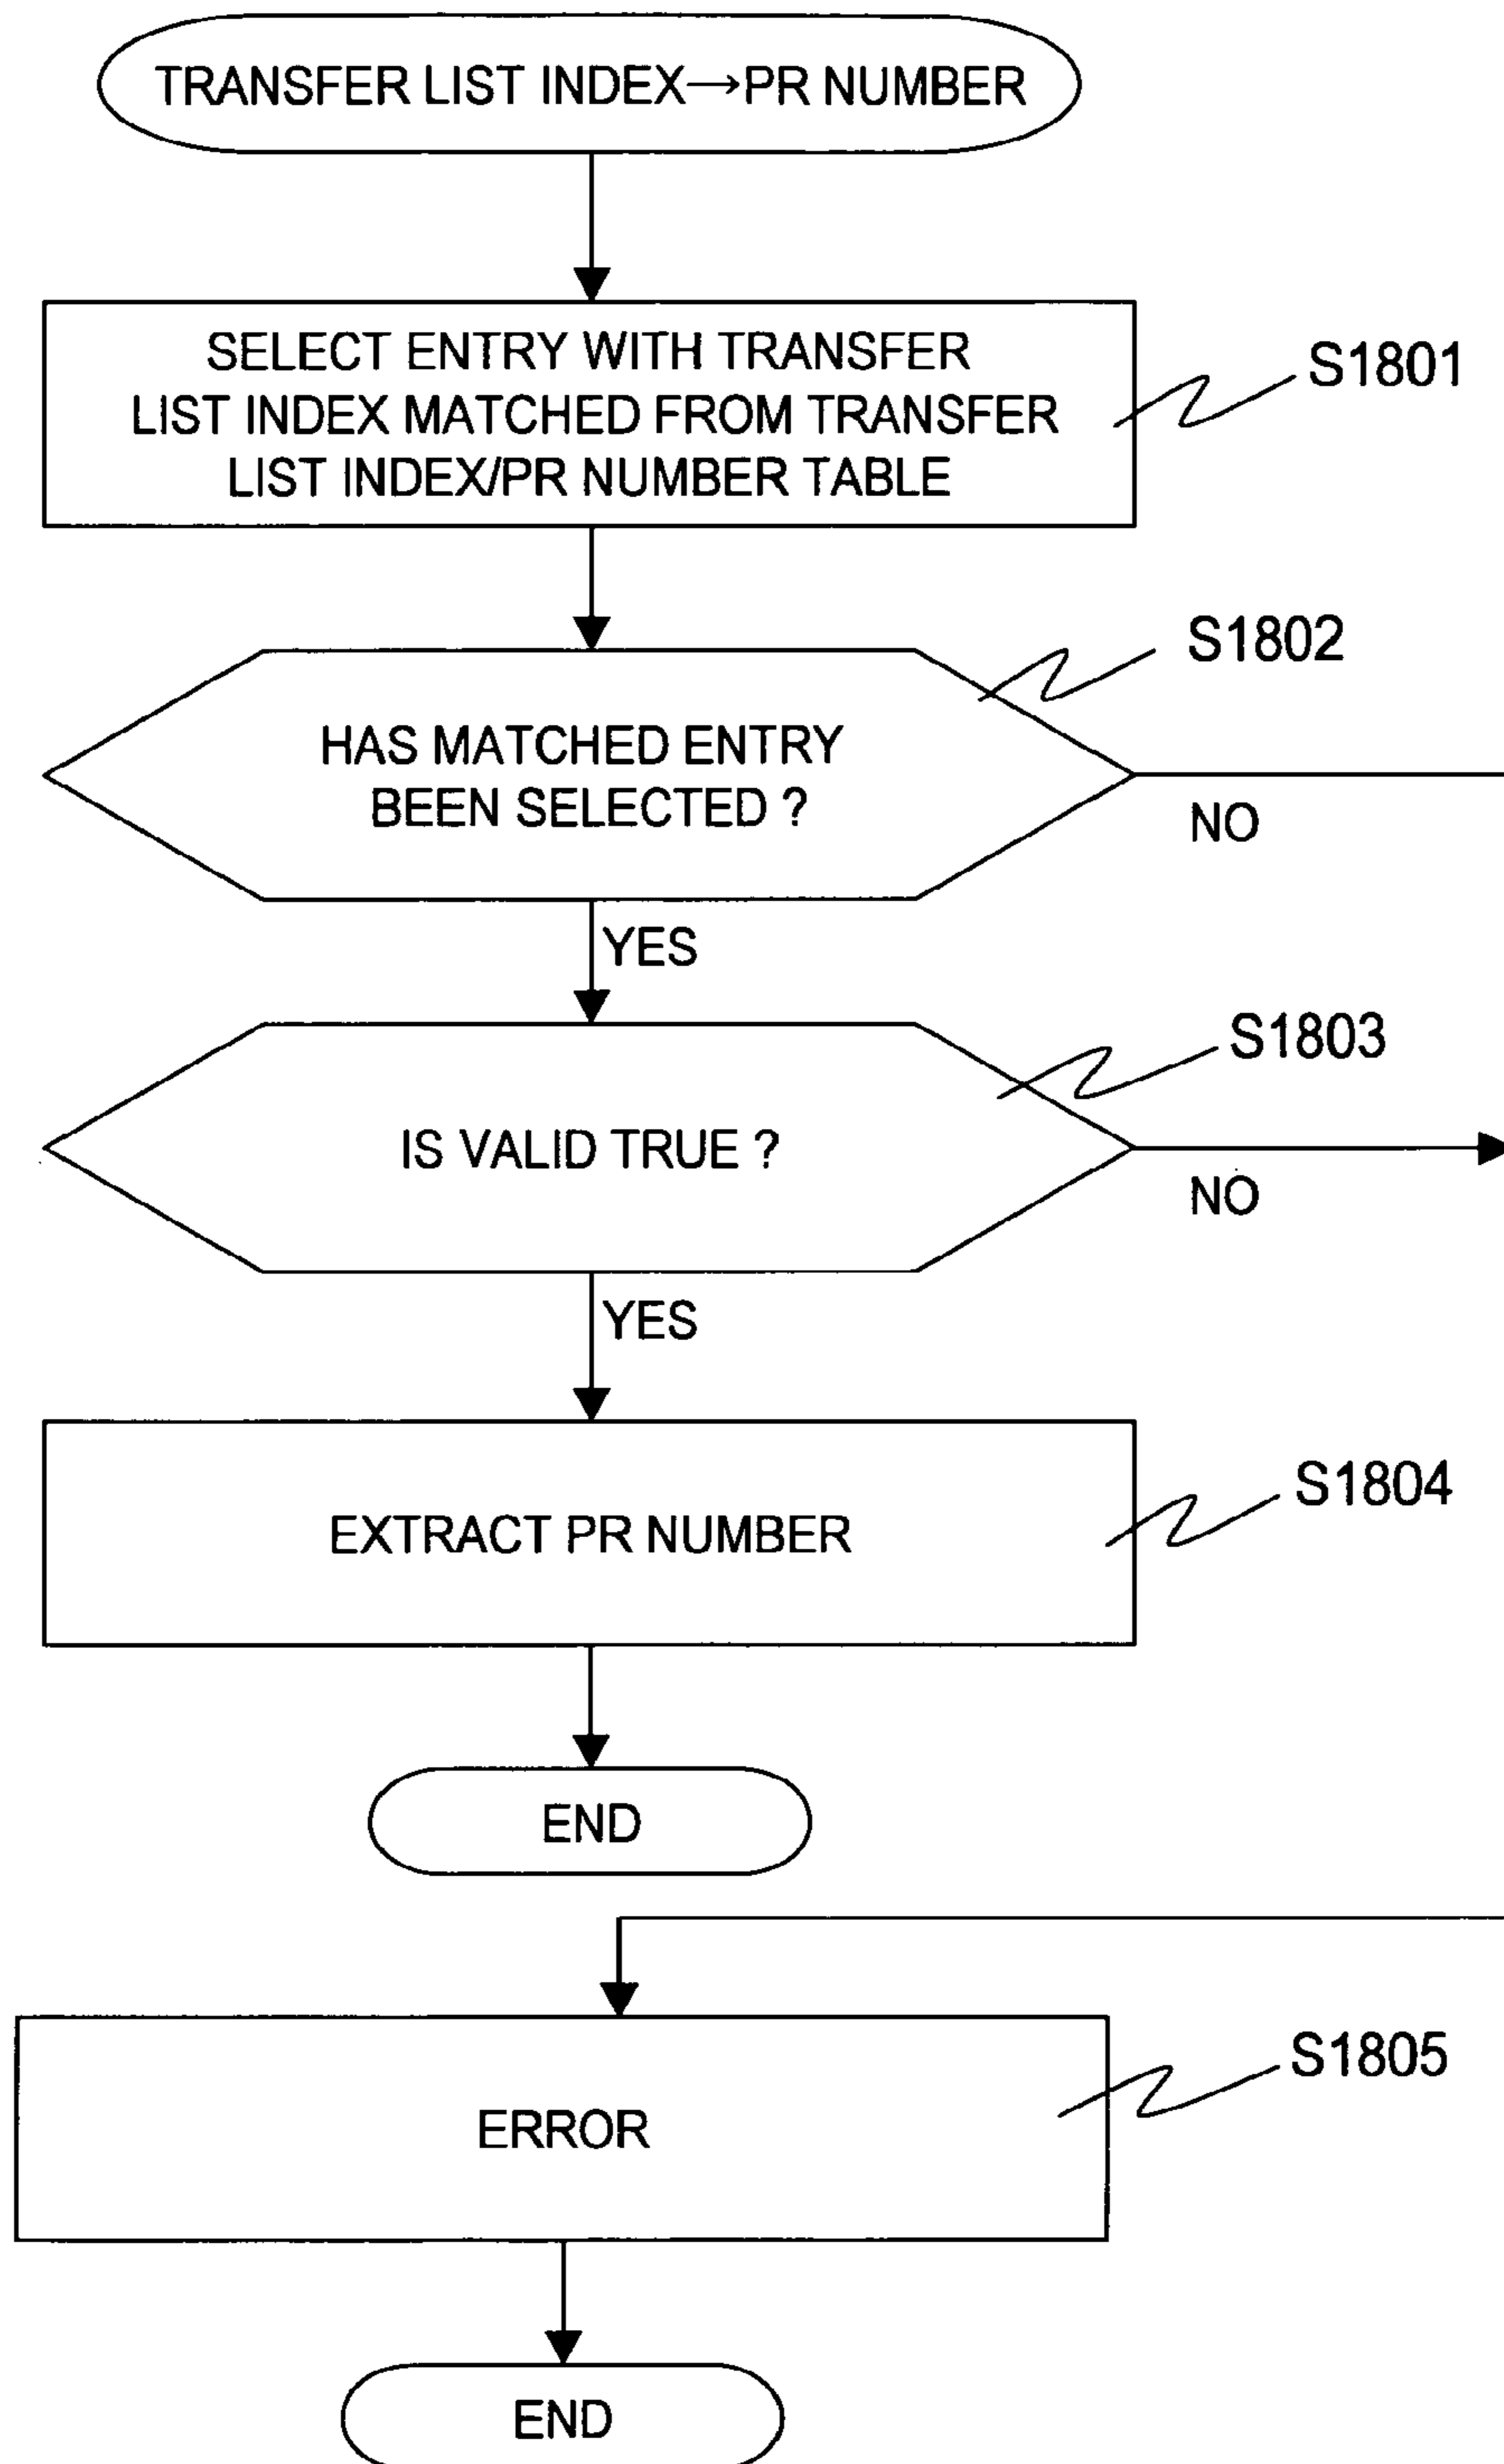 TRANSFER LIST INDEX→PR NUMBER
SELECT ENTRY WITH TRANSFER
LIST INDEX MATCHED FROM TRANSFER
LIST INDEX/PR NUMBER TABLE
S1801
S1802
HAS MATCHED ENTRY
BEEN SELECTED ?
NO
YES
S1803
IS VALID TRUE ?
NO
YES
S1804
EXTRACT PR NUMBER
END
S1805
ERROR
END